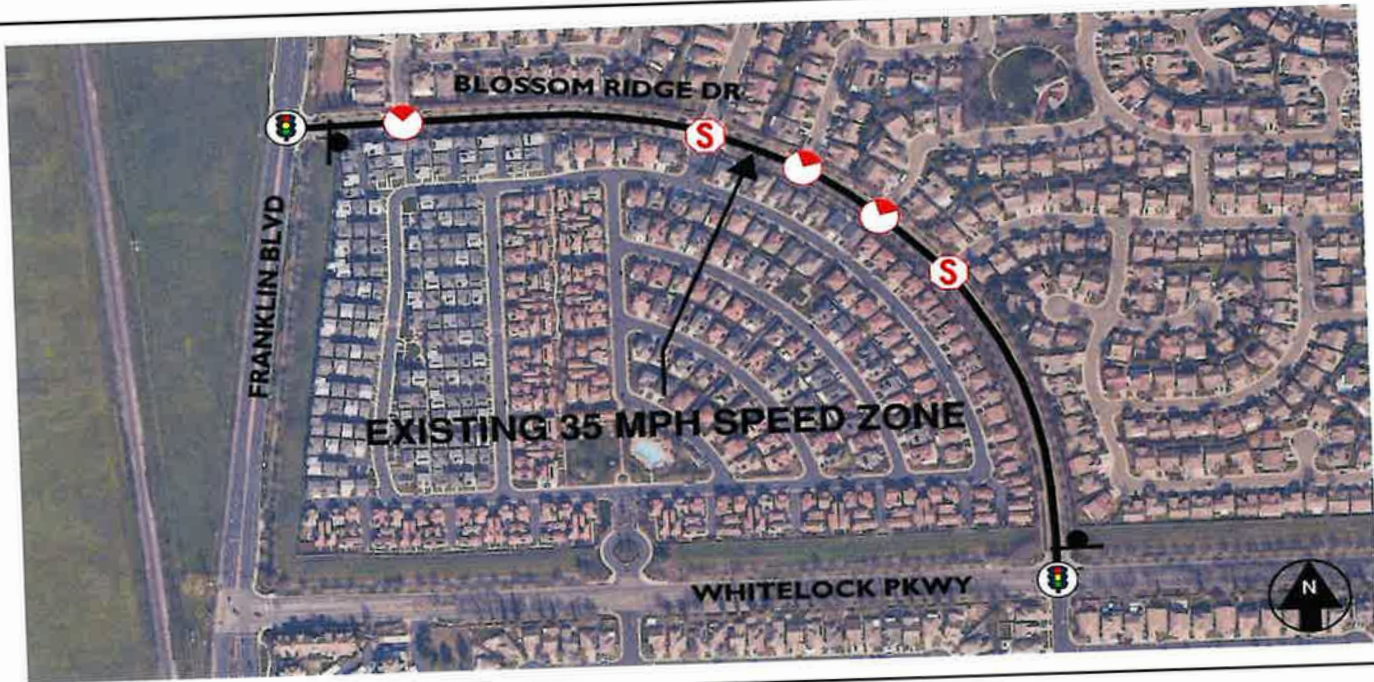 BLOSSOM RIDGE DR
S
S
FRANKLIN BLVD
EXISTING 35 MPH SPEED ZONE
WHITELOCK PKWY
N